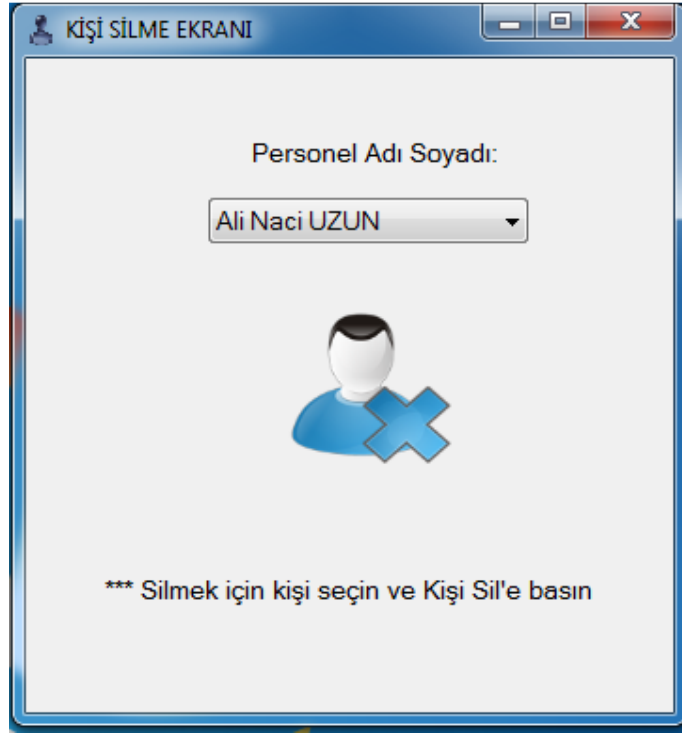 KİŞİ SİLME EKRANI
Personel Adı Soyadı:
Ali Naci UZUN
*** Silmek için kişi seçin ve Kişi Sil'e basın